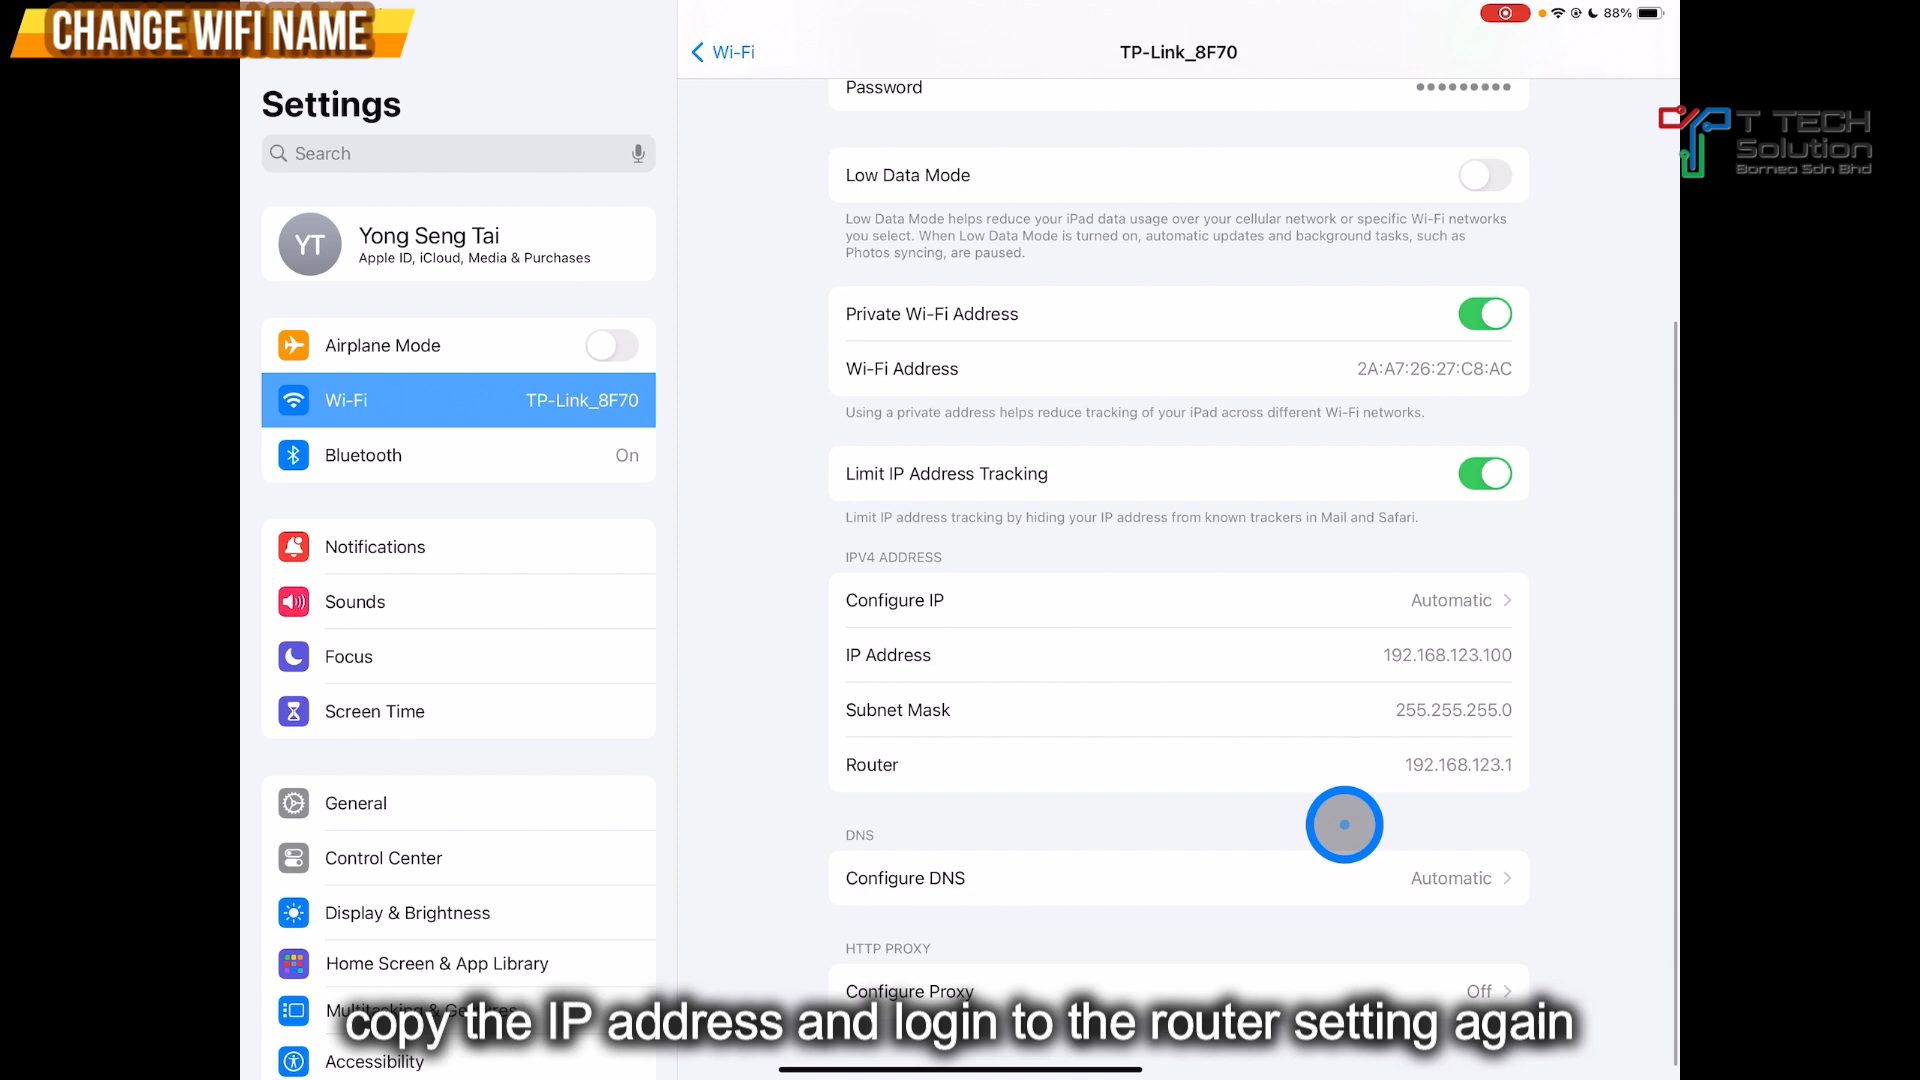 CHANGE WIFI NAME
88%
Wi-Fi
TP-Link_8F70
Settings
Search
YT
Yong Seng Tai
Apple ID, iCloud, Media & Purchases
Airplane Mode
Wi-Fi
TP-Link_8F70
Bluetooth
On
Notifications
Sounds
Focus
Screen Time
General
Control Center
Display & Brightness
Home Screen & App Library
Multitasking & Gestures
Accessibility
Password
Low Data Mode
Low Data Mode helps reduce your iPad data usage over your cellular network or specific Wi-Fi networks
you select. When Low Data Mode is turned on, automatic updates and background tasks, such as
Photos syncing, are paused.
Private Wi-Fi Address
Wi-Fi Address
2A:A7:26:27:C8:AC
Using a private address helps reduce tracking of your iPad across different Wi-Fi networks.
Limit IP Address Tracking
Limit IP address tracking by hiding your IP address from known trackers in Mail and Safari.
IPV4 ADDRESS
Configure IP
Automatic
IP Address
192.168.123.100
Subnet Mask
255.255.255.0
Router
192.168.123.1
DNS
Configure DNS
Automatic
HTTP PROXY
Configure Proxy
Off
T TECH
Solution
Borneo Sdn Bhd
copy the IP address and login to the router setting again